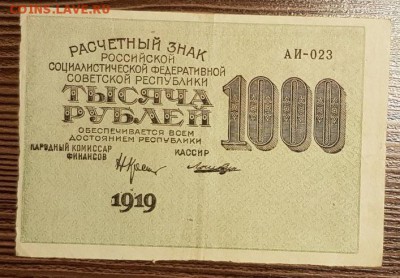 COINS.LAVE.RU
РАСЧЕТНЫЙ ЗНАК
РОССИЙСКОЙ
СОЦИАЛИСТИЧЕСКОЙ ФЕДЕРАТИВНОЙ
СОВЕТСКОЙ РЕСПУБЛИКИ
АИ-023
ТЫСЯЧА
РУБЛЕЙ
1000
ОБЕСПЕЧИВАЕТСЯ ВСЕМ
ДОСТОЯНИЕМ РЕСПУБЛИКИ
НАРОДНЫЙ КОМИССАР
ФИНАНСОВ
КАССИР
1919